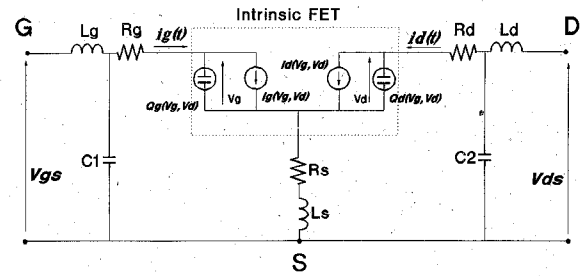 Intrinsic FET
G Lg Rg ig(t) id(t) Rd Ld D
Id(Vg,Vd)
Qg(Vg,Vd) Vg Ig(Vg,Vd) Vd Qd(Vg,Vd)
C1 Rs C2
Vgs Vds
Ls
S